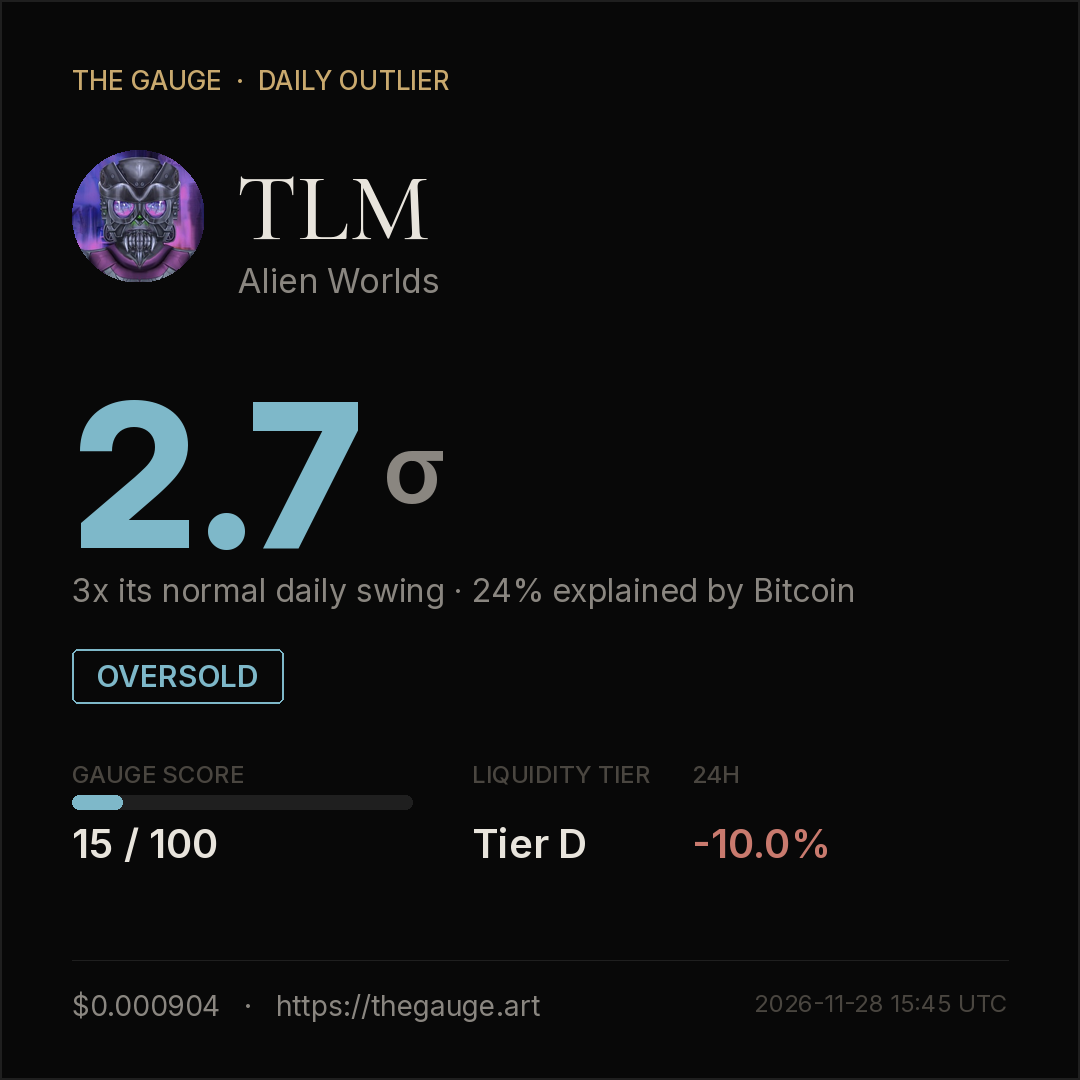 THE GAUGE · DAILY OUTLIER
TLM
Alien Worlds
2.7 σ
3x its normal daily swing · 24% explained by Bitcoin
OVERSOLD
GAUGE SCORE LIQUIDITY TIER 24H
15 / 100 Tier D -10.0%
$0.000904 · https://thegauge.art 2026-11-28 15:45 UTC